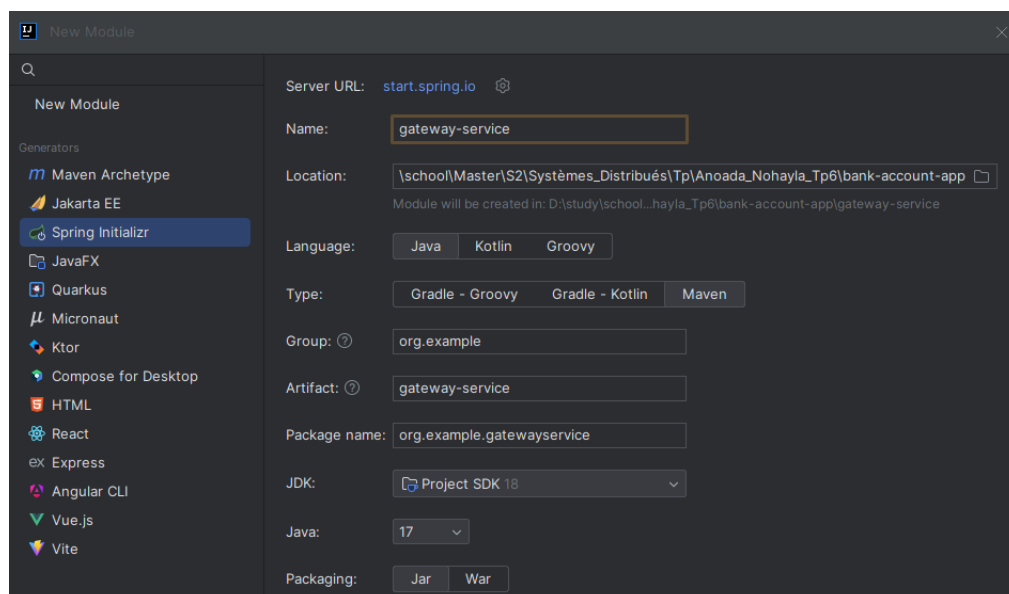 New Module
New Module
Generators
Maven Archetype
Jakarta EE
Spring Initializr
JavaFX
Quarkus
Micronaut
Ktor
Compose for Desktop
HTML
React
Express
Angular CLI
Vue.js
Vite
Server URL: start.spring.io
Name: gateway-service
Location: \school\Master\S2\Systèmes_Distribués\Tp\Anoada_Nohayla_Tp6\bank-account-app
Module will be created in: D:\study\school...hayla_Tp6\bank-account-app\gateway-service
Language: Java Kotlin Groovy
Type: Gradle - Groovy Gradle - Kotlin Maven
Group: org.example
Artifact: gateway-service
Package name: org.example.gatewayservice
JDK: Project SDK 18
Java: 17
Packaging: Jar War